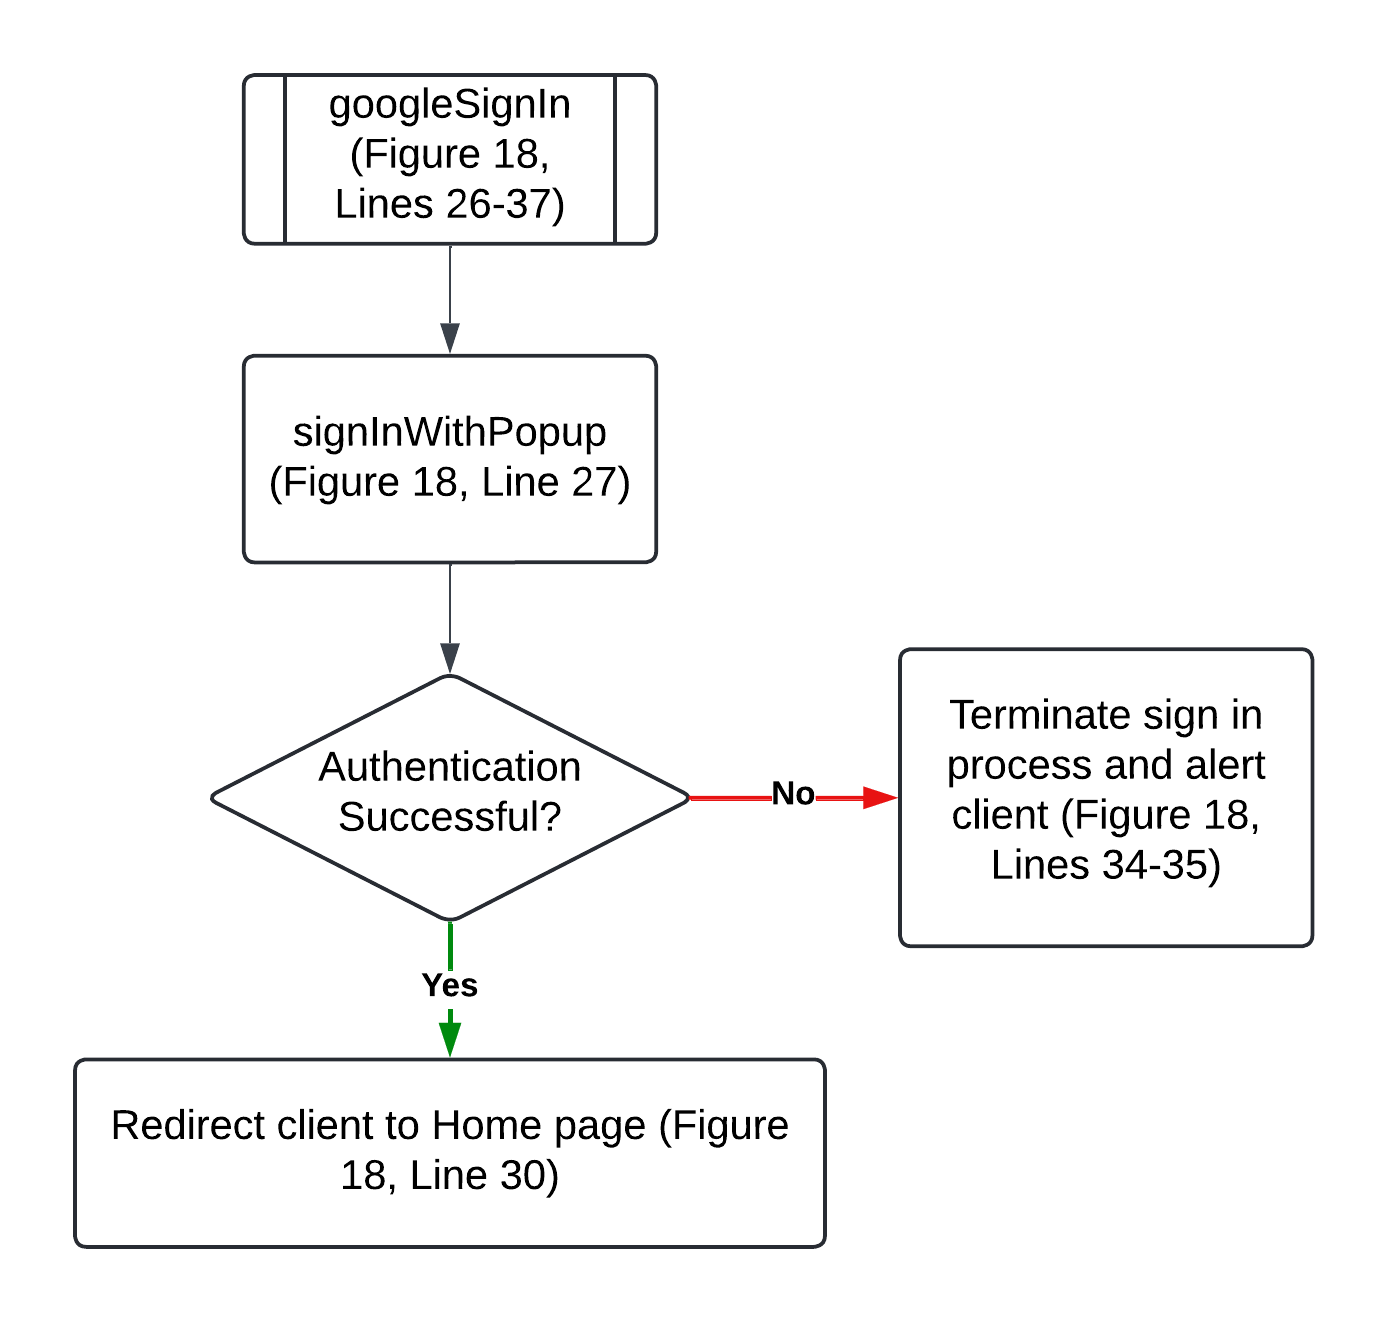 googleSignIn
(Figure 18,
Lines 26-37)
signInWithPopup
(Figure 18, Line 27)
Authentication
Successful?
No
Terminate sign in
process and alert
client (Figure 18,
Lines 34-35)
Yes
Redirect client to Home page (Figure
18, Line 30)